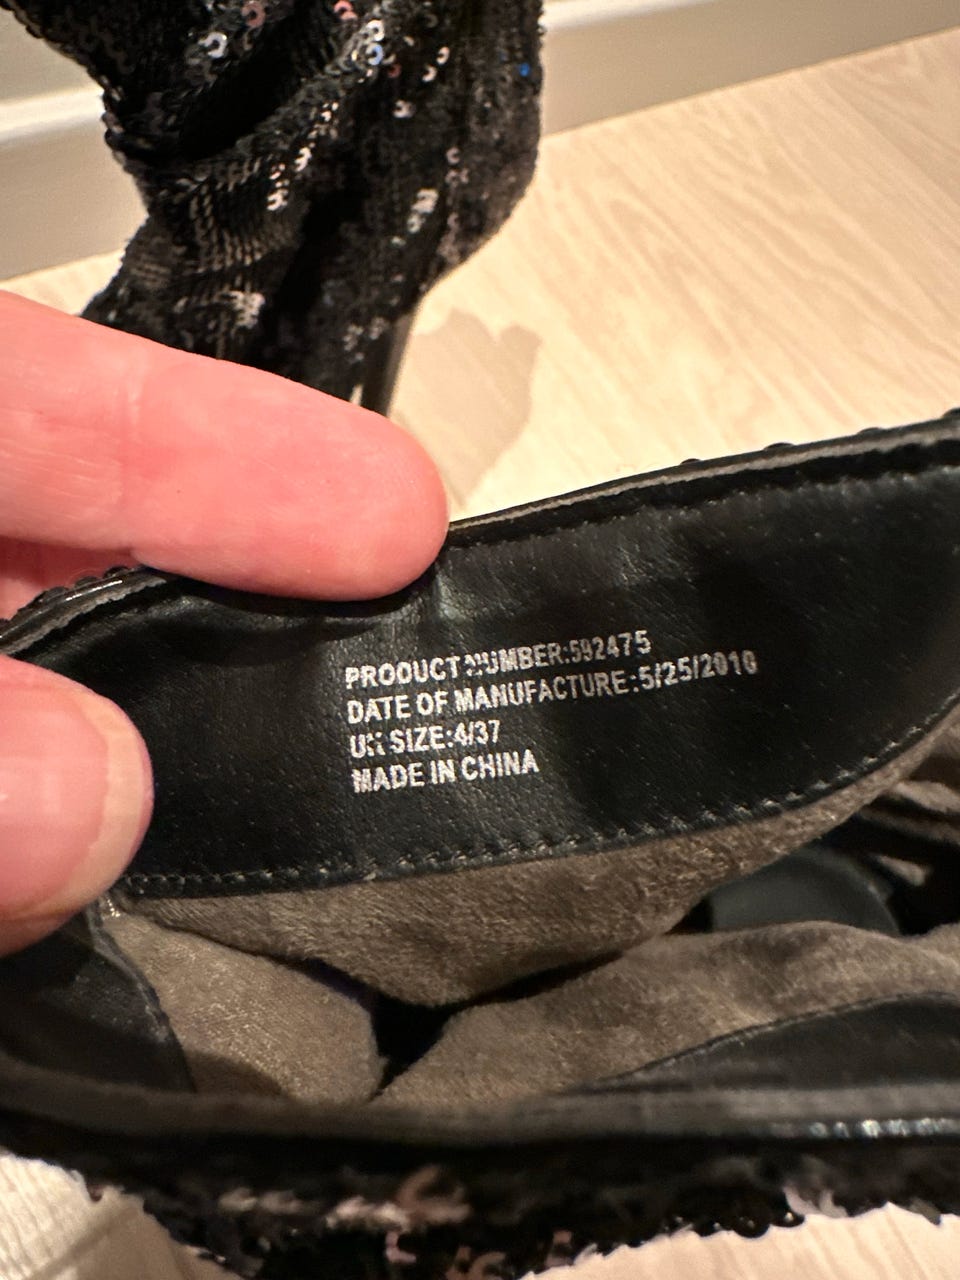 PRODUCT NUMBER:592475
DATE OF MANUFACTURE:5/25/2010
UK SIZE:4/37
MADE IN CHINA